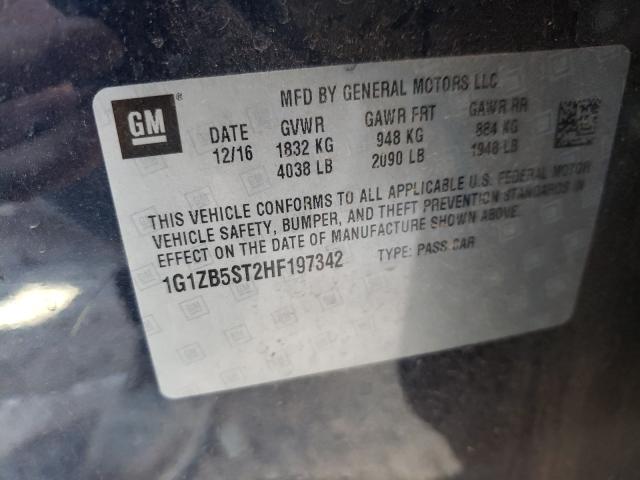 GM ®
MFD BY GENERAL MOTORS LLC
DATE GVWR GAWR FRT GAWR RR
12/16 1832 KG 948 KG 884 KG
4038 LB 2090 LB 1948 LB
THIS VEHICLE CONFORMS TO ALL APPLICABLE U.S. FEDERAL MOTOR
VEHICLE SAFETY, BUMPER, AND THEFT PREVENTION STANDARDS IN
EFFECT ON THE DATE OF MANUFACTURE SHOWN ABOVE.
1G1ZB5ST2HF197342 TYPE: PASS CAR